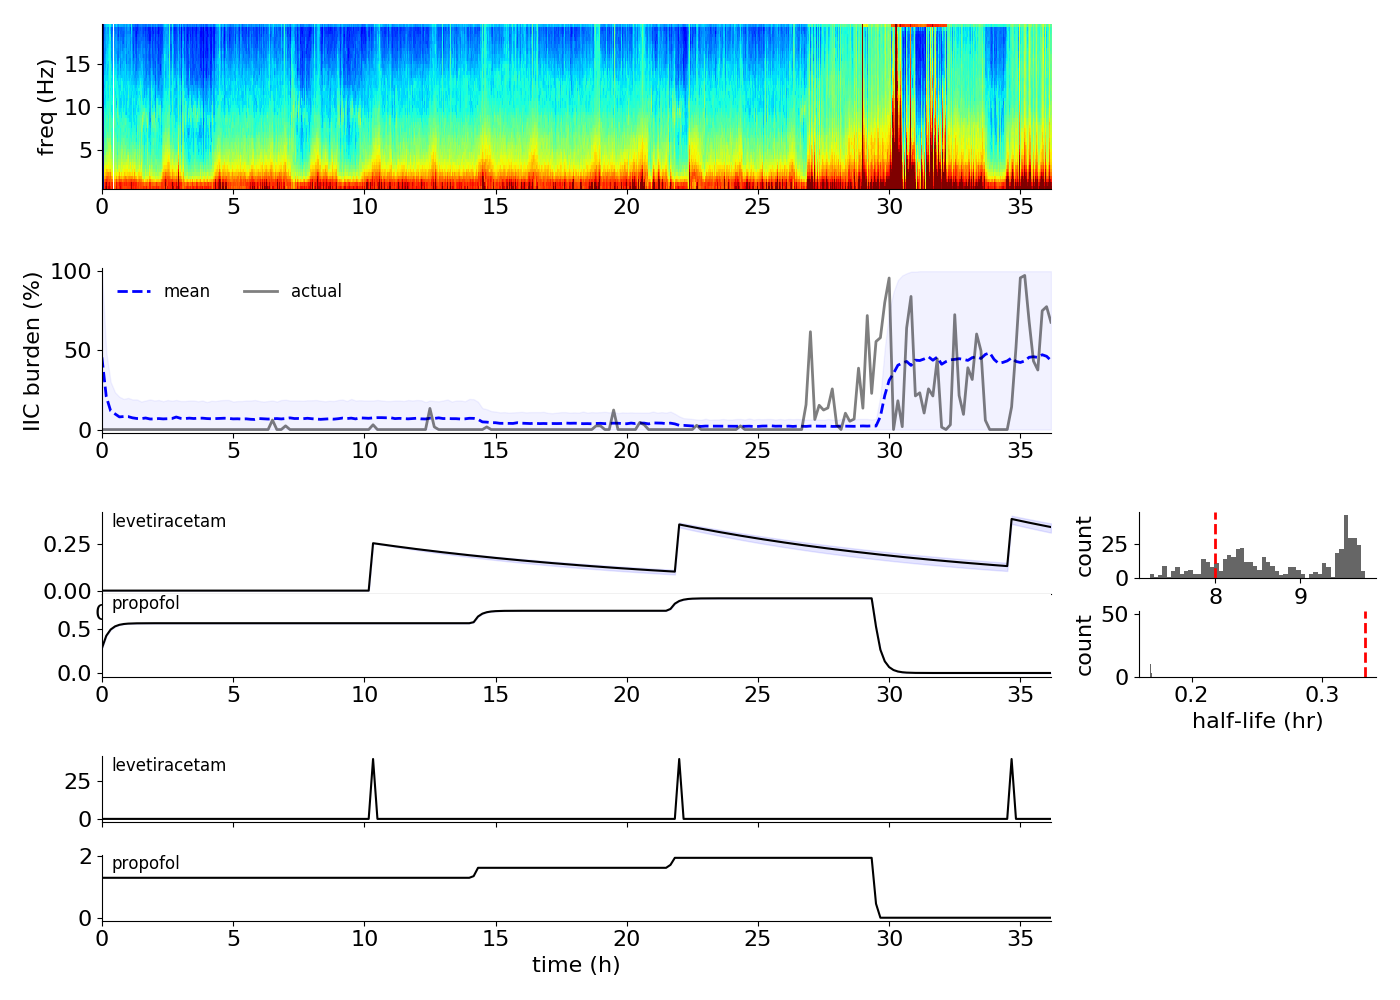 freq (Hz)
15
10
5
0 5 10 15 20 25 30 35
IIC burden (%)
100
50
0
mean actual
0 5 10 15 20 25 30 35
levetiracetam
0.25
0.00
0
propofol
0.5
0.0
0 5 10 15 20 25 30 35
count
25
0
8 9
count
50
0
0.2 0.3
half-life (hr)
levetiracetam
25
0
propofol
2
0
0 5 10 15 20 25 30 35
time (h)